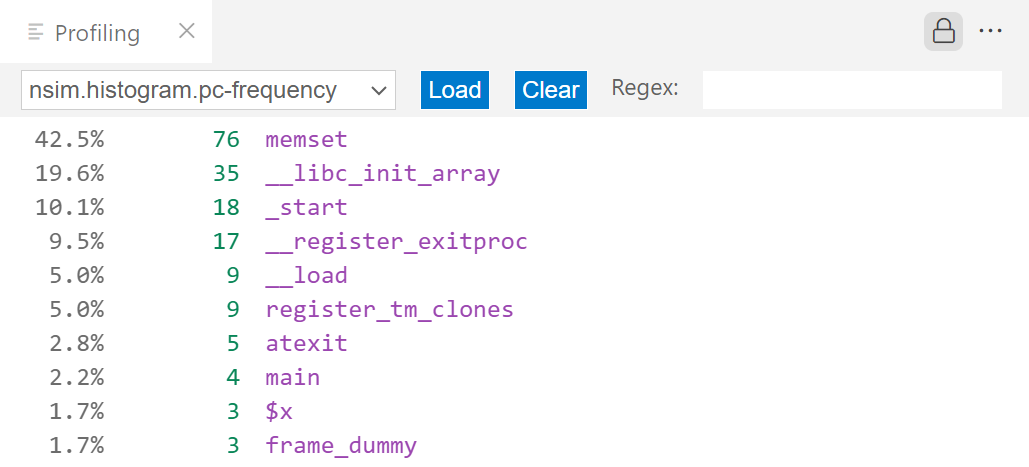 Profiling
nsim.histogram.pc-frequency Load Clear Regex:
42.5% 76 memset
19.6% 35 __libc_init_array
10.1% 18 _start
9.5% 17 __register_exitproc
5.0% 9 __load
5.0% 9 register_tm_clones
2.8% 5 atexit
2.2% 4 main
1.7% 3 $x
1.7% 3 frame_dummy